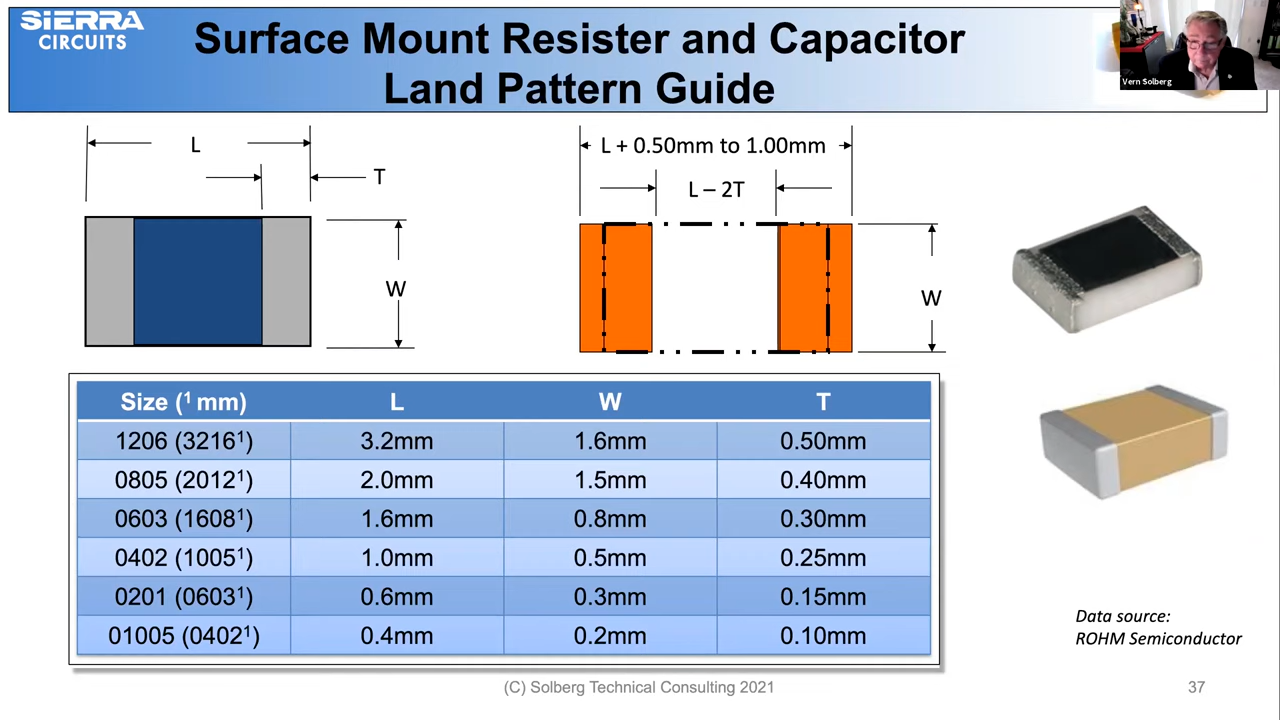 SIERRA
CIRCUITS
Surface Mount Resister and Capacitor
Land Pattern Guide
Vern Solberg
L
T
W
L + 0.50mm to 1.00mm
L – 2T
W
Size (¹ mm) L W T
1206 (3216¹) 3.2mm 1.6mm 0.50mm
0805 (2012¹) 2.0mm 1.5mm 0.40mm
0603 (1608¹) 1.6mm 0.8mm 0.30mm
0402 (1005¹) 1.0mm 0.5mm 0.25mm
0201 (0603¹) 0.6mm 0.3mm 0.15mm
01005 (0402¹) 0.4mm 0.2mm 0.10mm
Data source:
ROHM Semiconductor
(C) Solberg Technical Consulting 2021
37